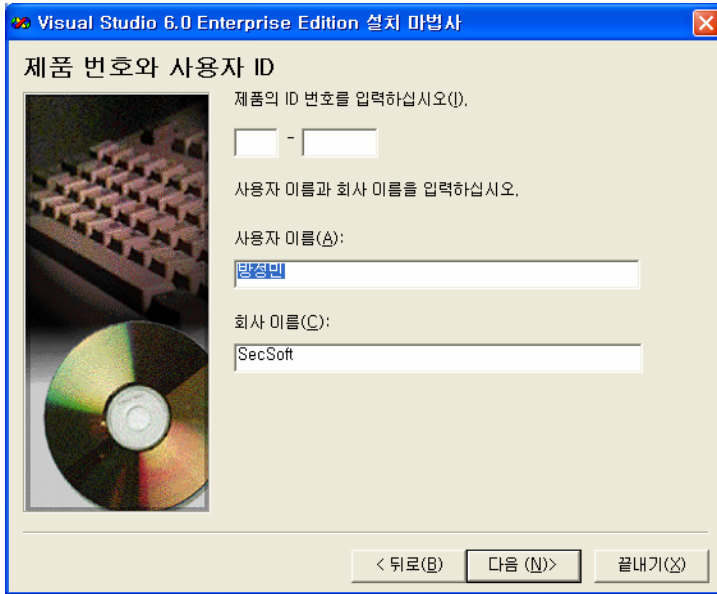 Visual Studio 6.0 Enterprise Edition 설치 마법사
제품 번호와 사용자 ID
제품의 ID 번호를 입력하십시오(I).
-
사용자 이름과 회사 이름을 입력하십시오.
사용자 이름(A):
방성민
회사 이름(C):
SecSoft
< 뒤로(B) 다음 (N)> 끝내기(X)